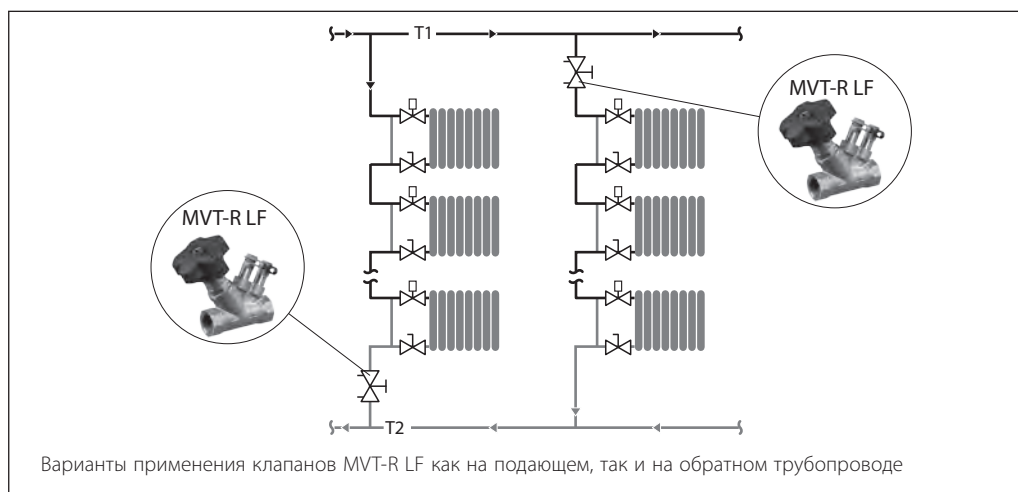 T1
MVT-R LF
MVT-R LF
T2
Варианты применения клапанов MVT-R LF как на подающем, так и на обратном трубопроводе